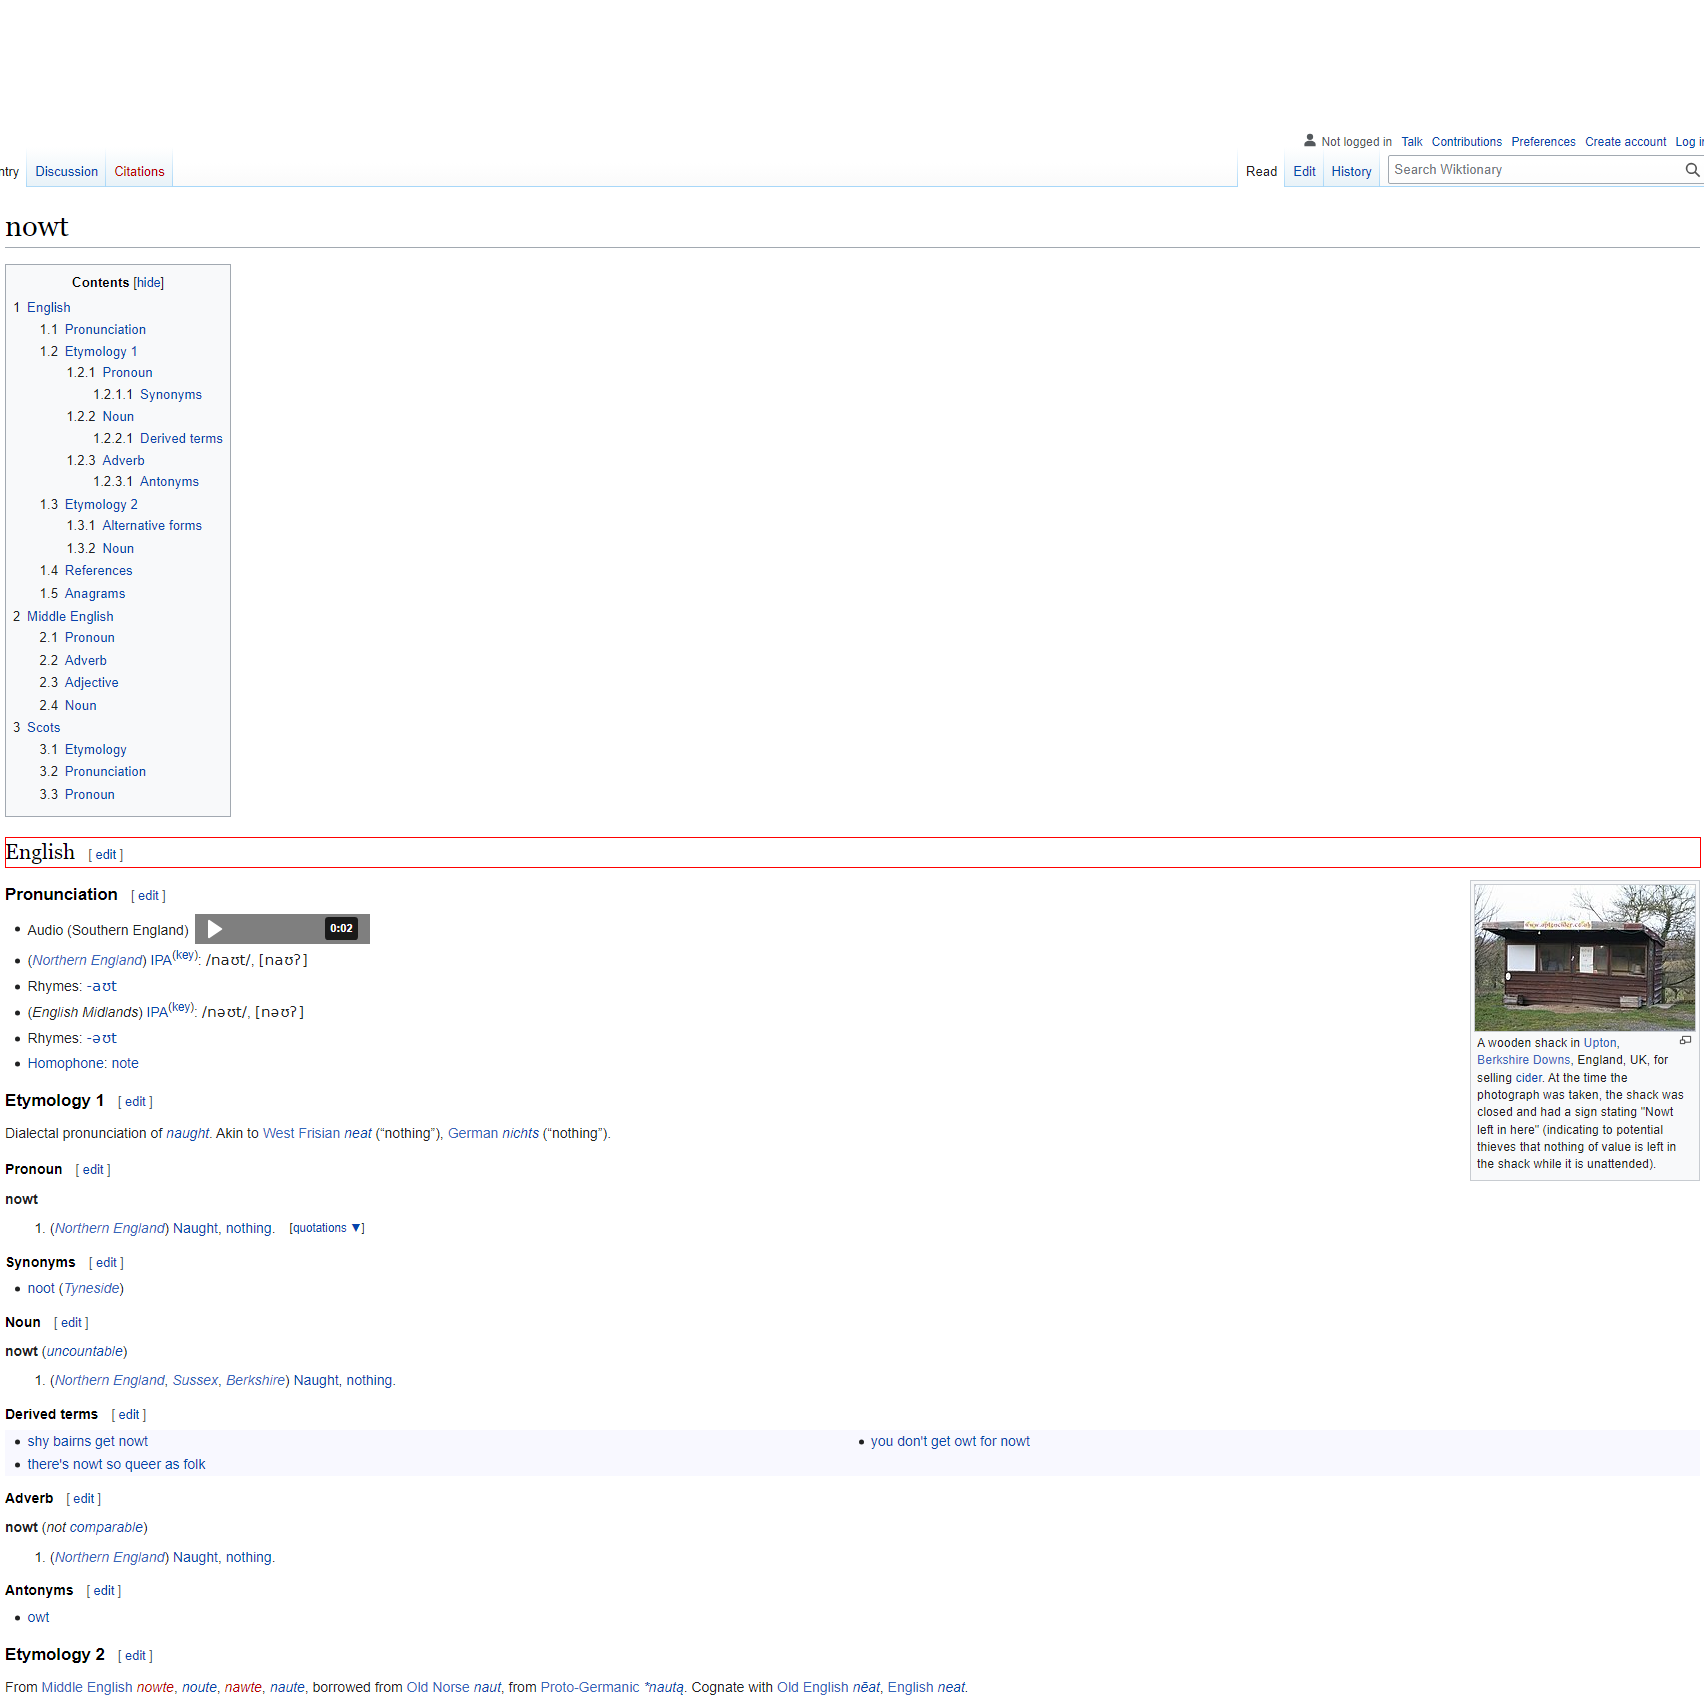 Not logged in Talk Contributions Preferences Create account Log i
ntry Discussion Citations Read Edit History Search Wiktionary
nowt
Contents [hide]
1 English
1.1 Pronunciation
1.2 Etymology 1
1.2.1 Pronoun
1.2.1.1 Synonyms
1.2.2 Noun
1.2.2.1 Derived terms
1.2.3 Adverb
1.2.3.1 Antonyms
1.3 Etymology 2
1.3.1 Alternative forms
1.3.2 Noun
1.4 References
1.5 Anagrams
2 Middle English
2.1 Pronoun
2.2 Adverb
2.3 Adjective
2.4 Noun
3 Scots
3.1 Etymology
3.2 Pronunciation
3.3 Pronoun
English [ edit ]
Pronunciation [ edit ]
• Audio (Southern England) 0:02
• (Northern England) IPA(key): /naʊt/, [naʊʔ]
• Rhymes: -aʊt
• (English Midlands) IPA(key): /nəʊt/, [nəʊʔ]
• Rhymes: -əʊt
• Homophone: note
A wooden shack in Upton,
Berkshire Downs, England, UK, for
selling cider. At the time the
photograph was taken, the shack was
closed and had a sign stating "Nowt
left in here" (indicating to potential
thieves that nothing of value is left in
the shack while it is unattended).
Etymology 1 [ edit ]
Dialectal pronunciation of naught. Akin to West Frisian neat (“nothing”), German nichts (“nothing”).
Pronoun [ edit ]
nowt
1. (Northern England) Naught, nothing. [quotations ▼]
Synonyms [ edit ]
• noot (Tyneside)
Noun [ edit ]
nowt (uncountable)
1. (Northern England, Sussex, Berkshire) Naught, nothing.
Derived terms [ edit ]
• shy bairns get nowt
• there's nowt so queer as folk
• you don't get owt for nowt
Adverb [ edit ]
nowt (not comparable)
1. (Northern England) Naught, nothing.
Antonyms [ edit ]
• owt
Etymology 2 [ edit ]
From Middle English nowte, noute, nawte, naute, borrowed from Old Norse naut, from Proto-Germanic *nautą. Cognate with Old English nēat, English neat.